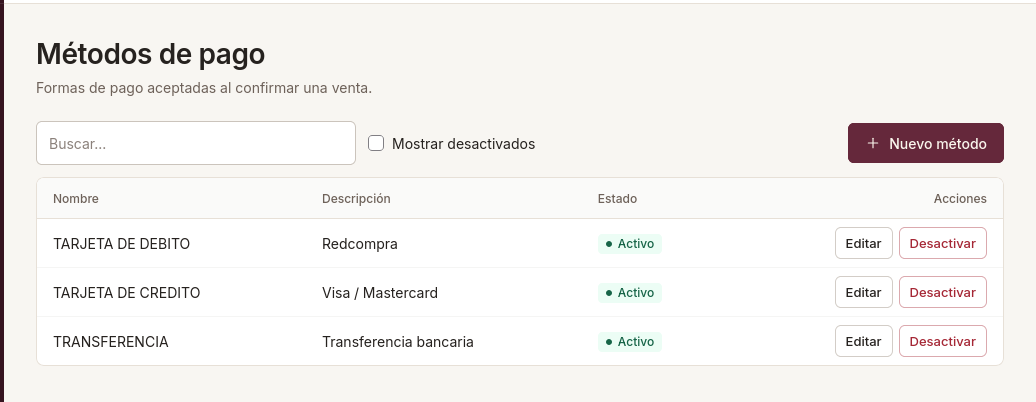 Métodos de pago
Formas de pago aceptadas al confirmar una venta.
Buscar...
Mostrar desactivados
+ Nuevo método
Nombre Descripción Estado Acciones
TARJETA DE DEBITO Redcompra Activo Editar Desactivar
TARJETA DE CREDITO Visa / Mastercard Activo Editar Desactivar
TRANSFERENCIA Transferencia bancaria Activo Editar Desactivar